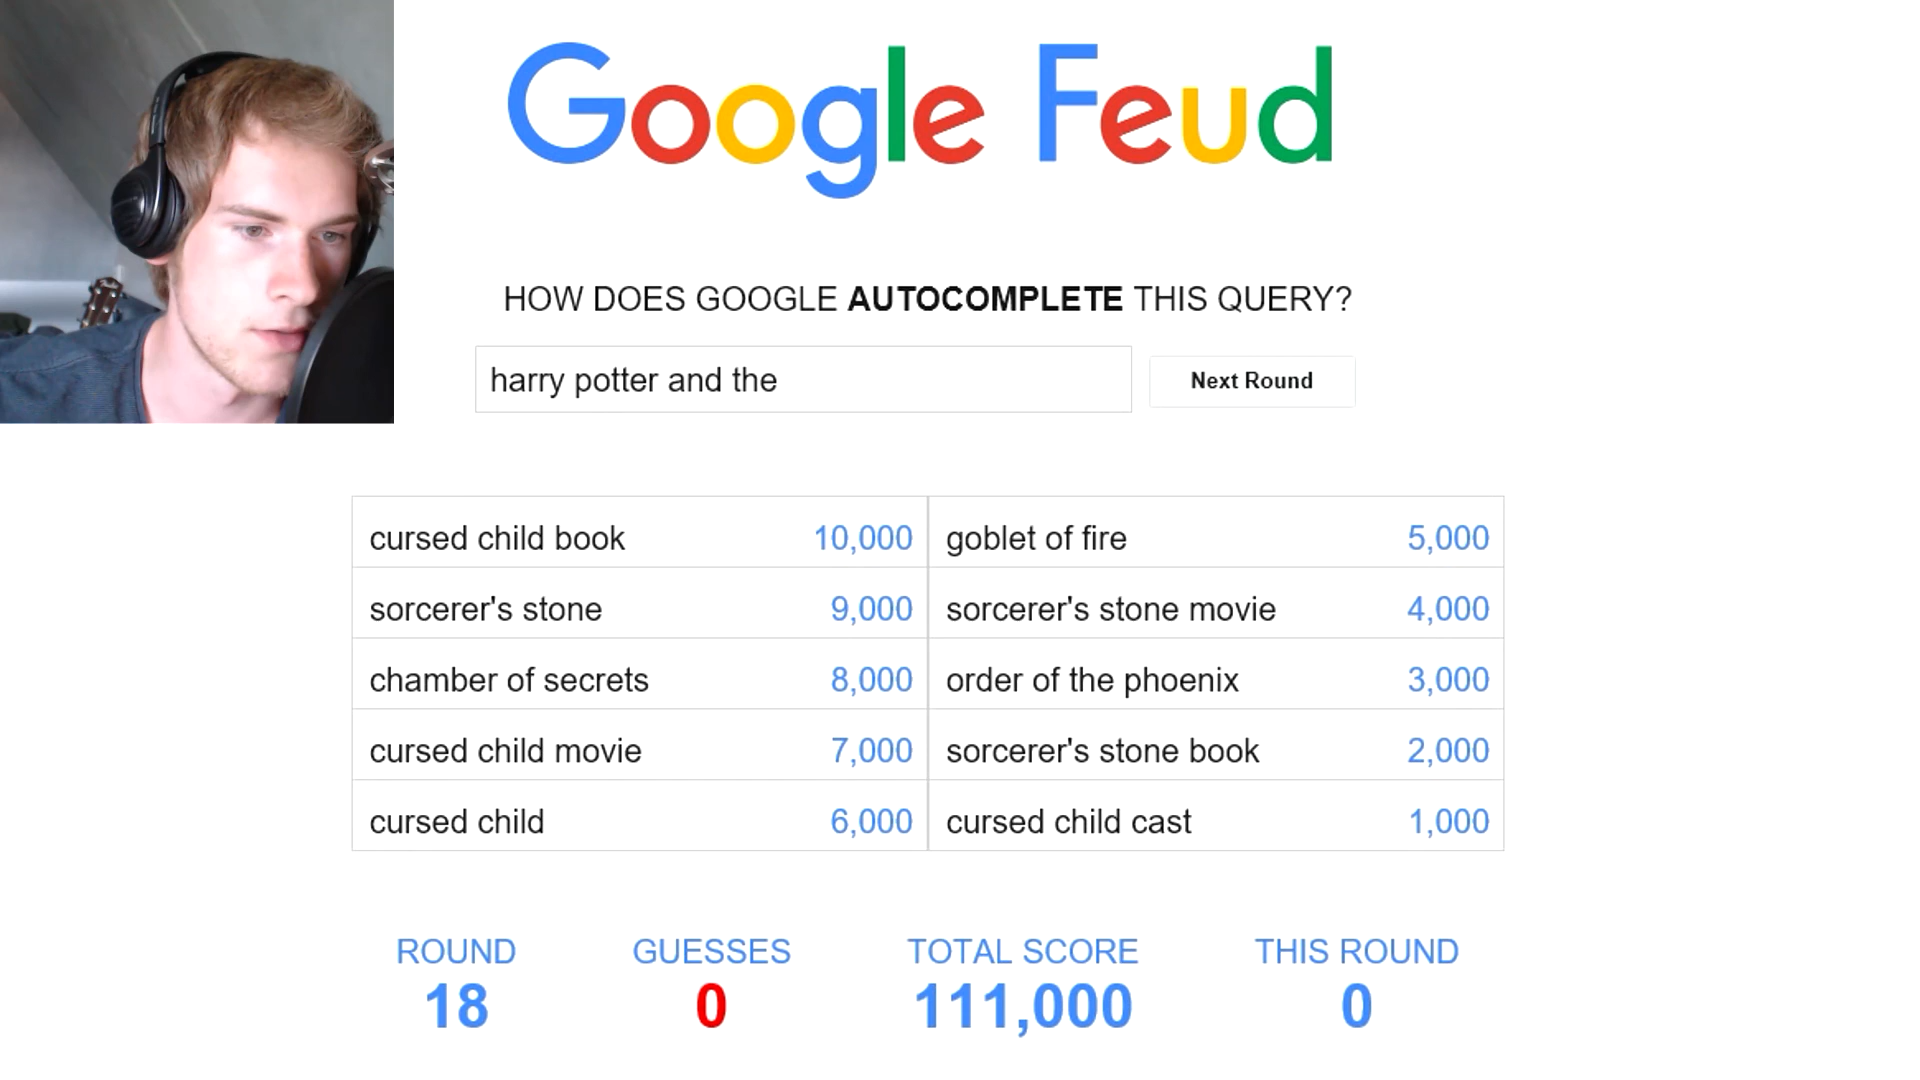 Google Feud
HOW DOES GOOGLE AUTOCOMPLETE THIS QUERY?
harry potter and the
Next Round
cursed child book 10,000
sorcerer's stone 9,000
chamber of secrets 8,000
cursed child movie 7,000
cursed child 6,000
goblet of fire 5,000
sorcerer's stone movie 4,000
order of the phoenix 3,000
sorcerer's stone book 2,000
cursed child cast 1,000
ROUND
18
GUESSES
0
TOTAL SCORE
111,000
THIS ROUND
0